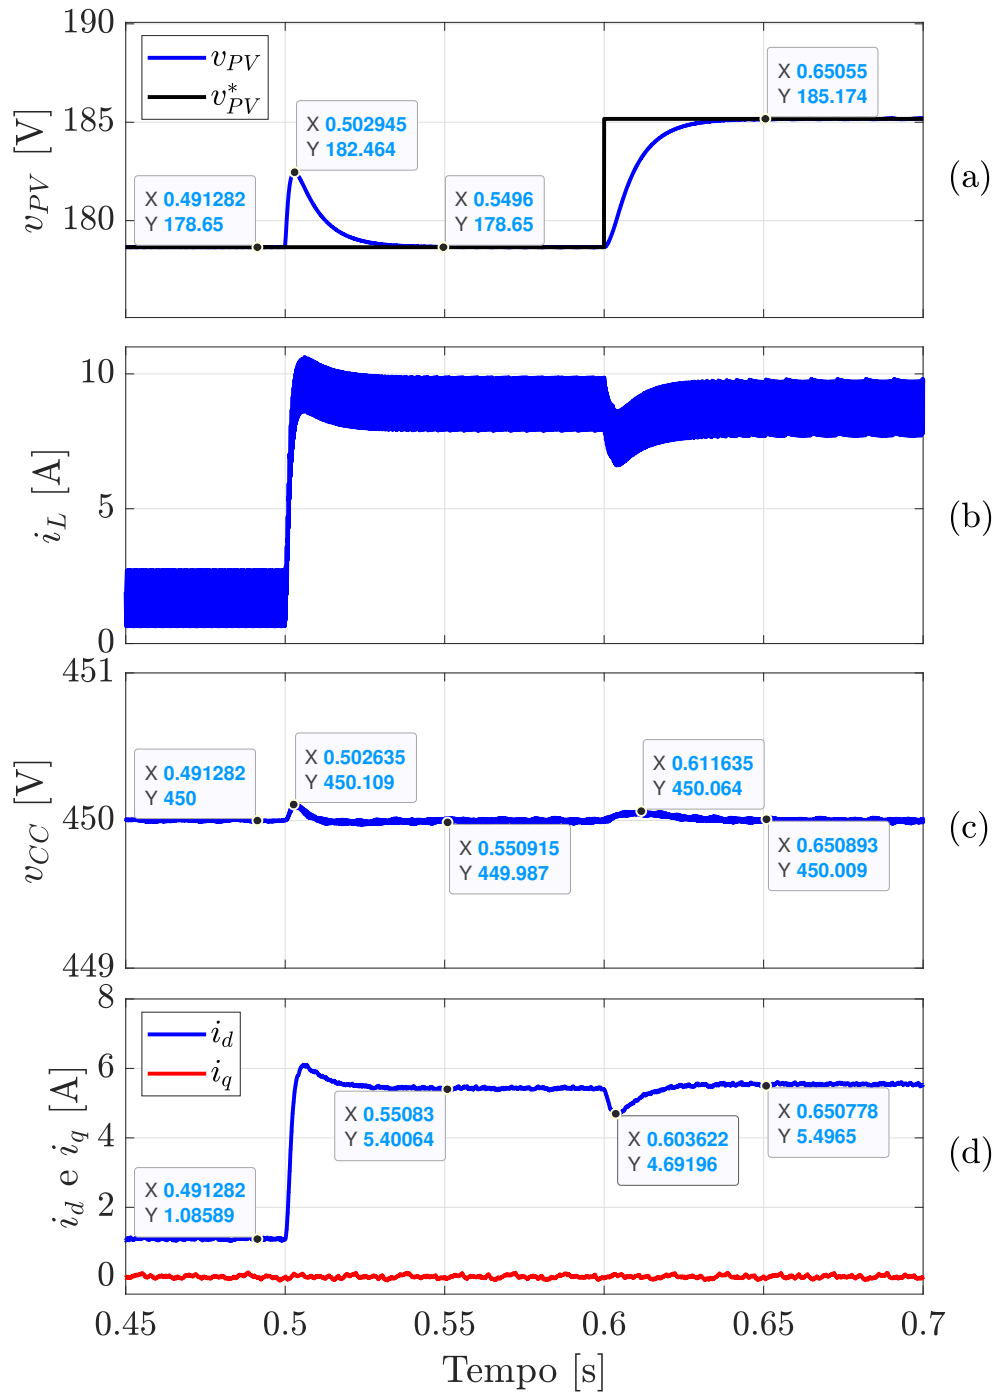 190
185
180
v_PV [V]
v_PV
v*_PV
X 0.491282
Y 178.65
X 0.502945
Y 182.464
X 0.5496
Y 178.65
X 0.65055
Y 185.174
(a)
10
5
0
i_L [A]
(b)
451
450
449
v_CC [V]
X 0.491282
Y 450
X 0.502635
Y 450.109
X 0.550915
Y 449.987
X 0.611635
Y 450.064
X 0.650893
Y 450.009
(c)
8
6
4
2
0
i_d e i_q [A]
i_d
i_q
X 0.491282
Y 1.08589
X 0.55083
Y 5.40064
X 0.603622
Y 4.69196
X 0.650778
Y 5.4965
(d)
0.45 0.5 0.55 0.6 0.65 0.7
Tempo [s]